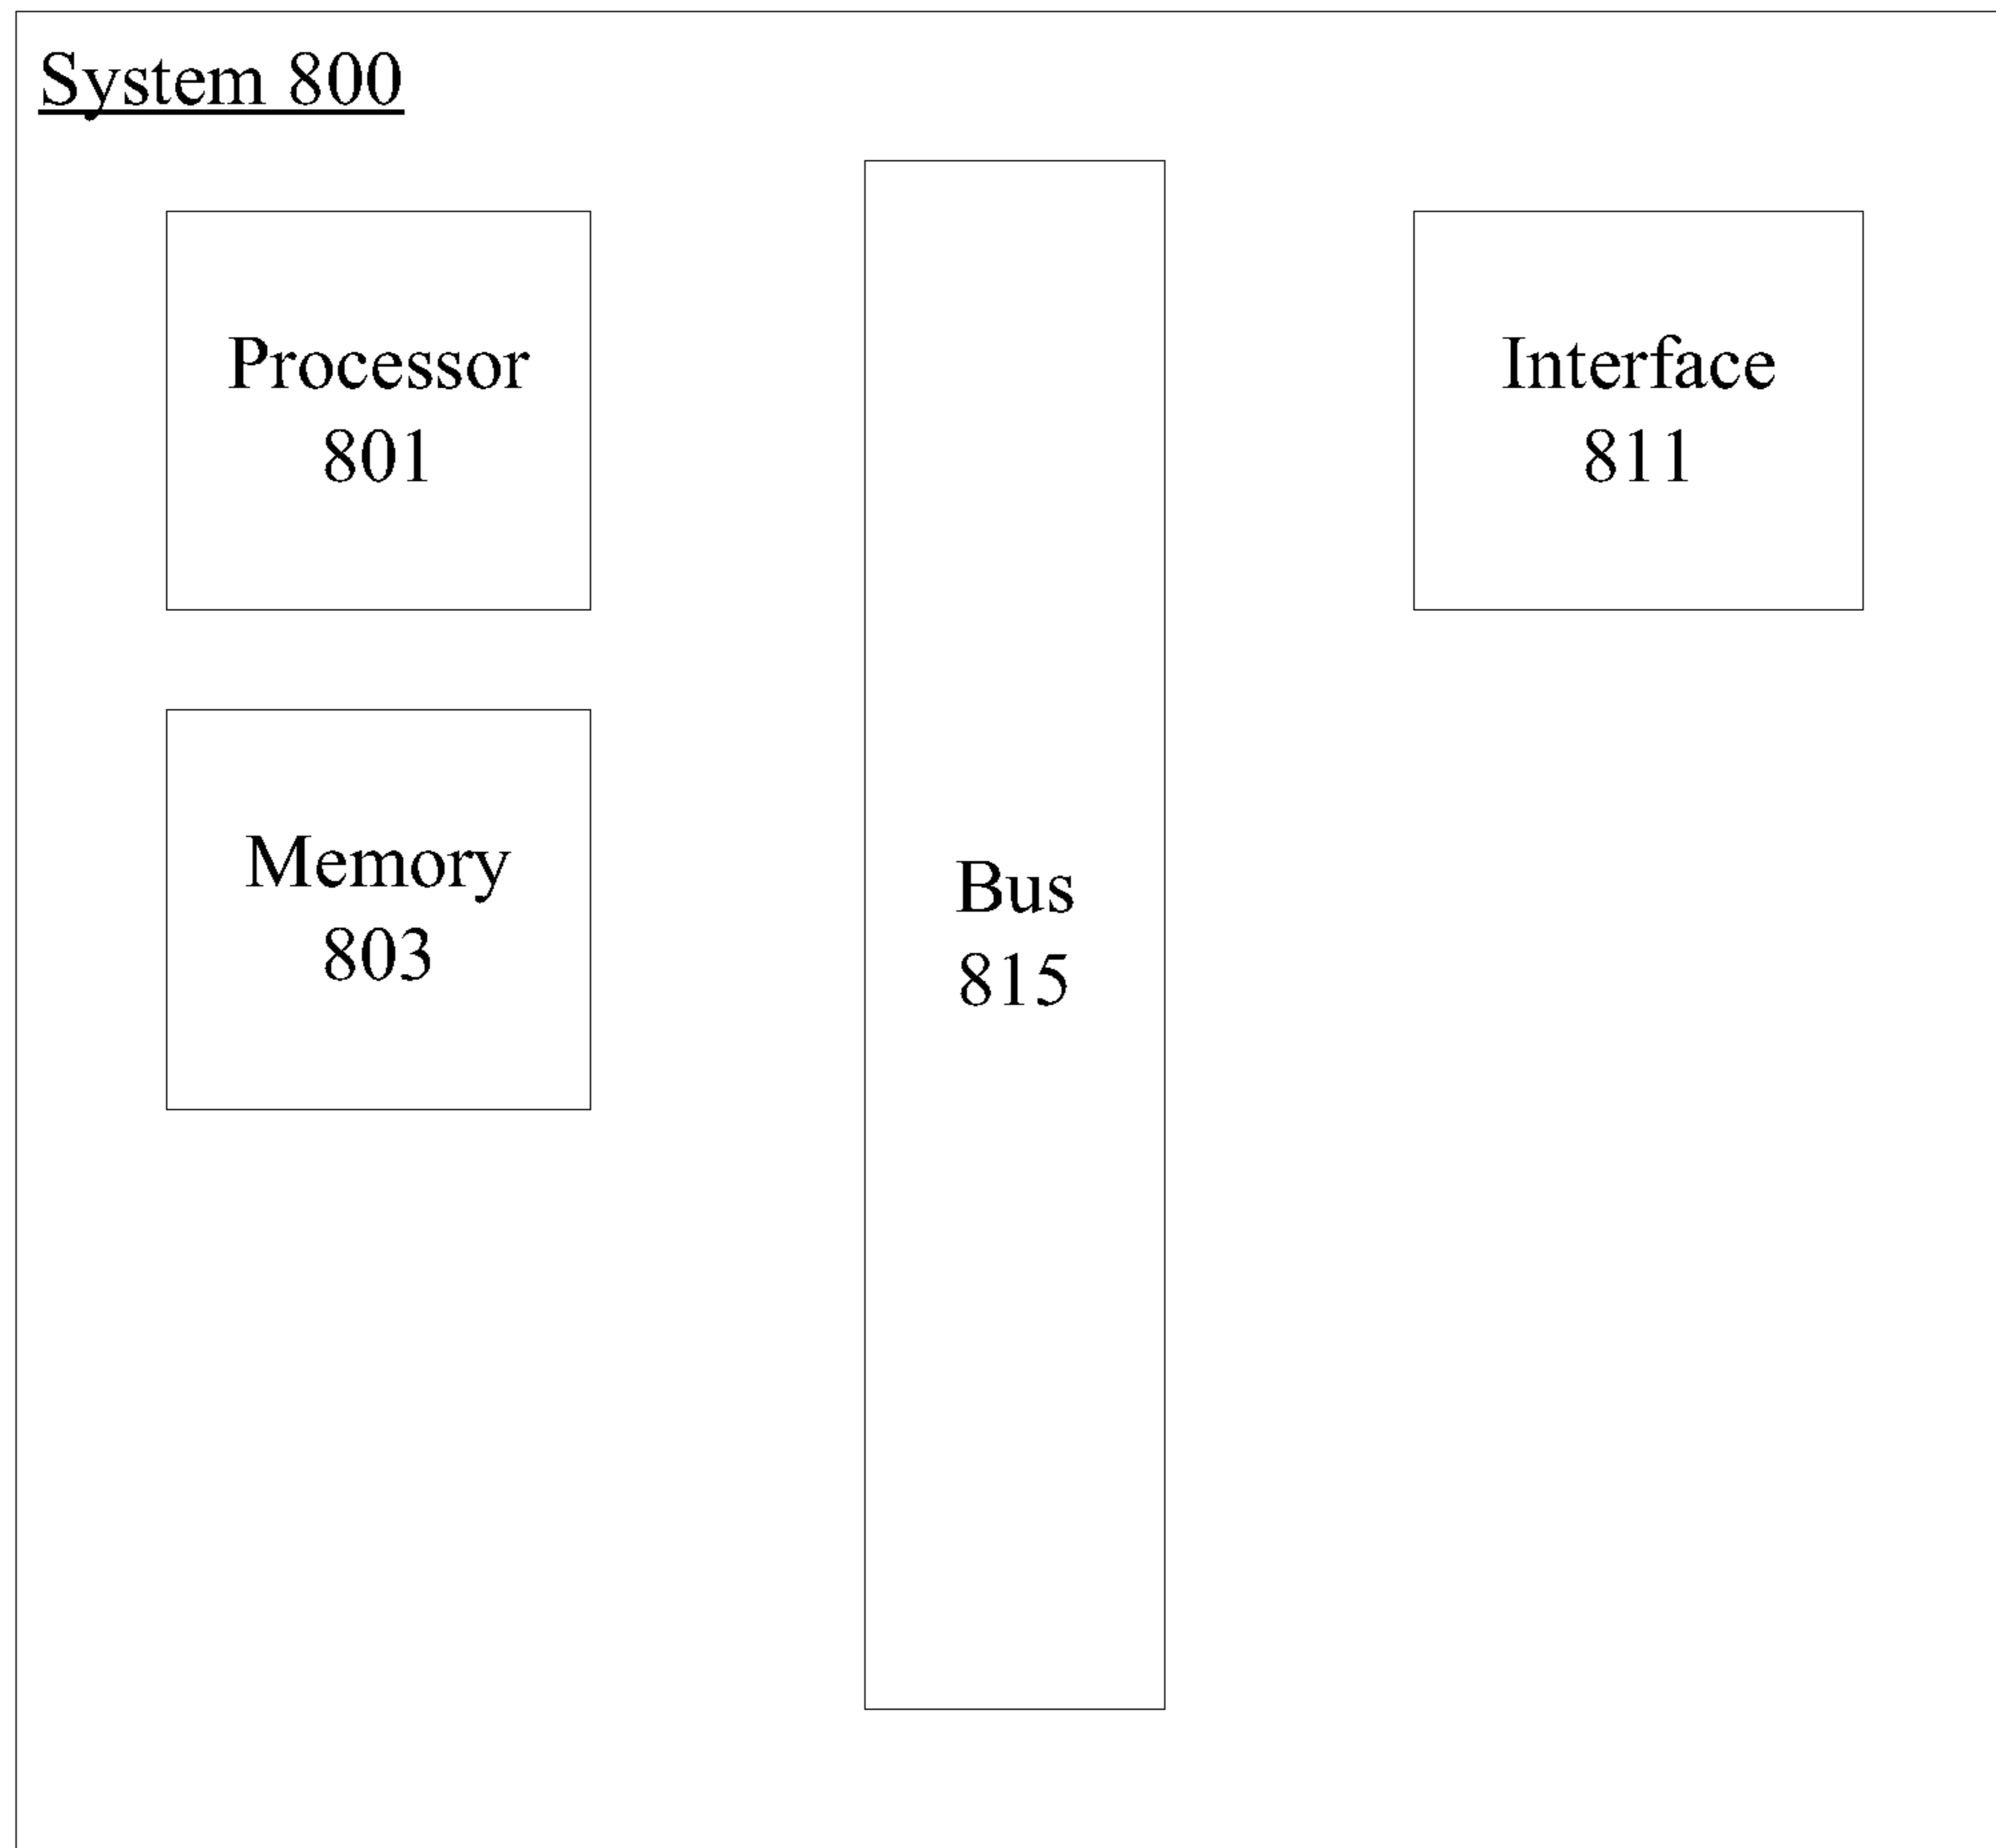 System 800
Processor
801
Interface
811
Memory
803
Bus
815